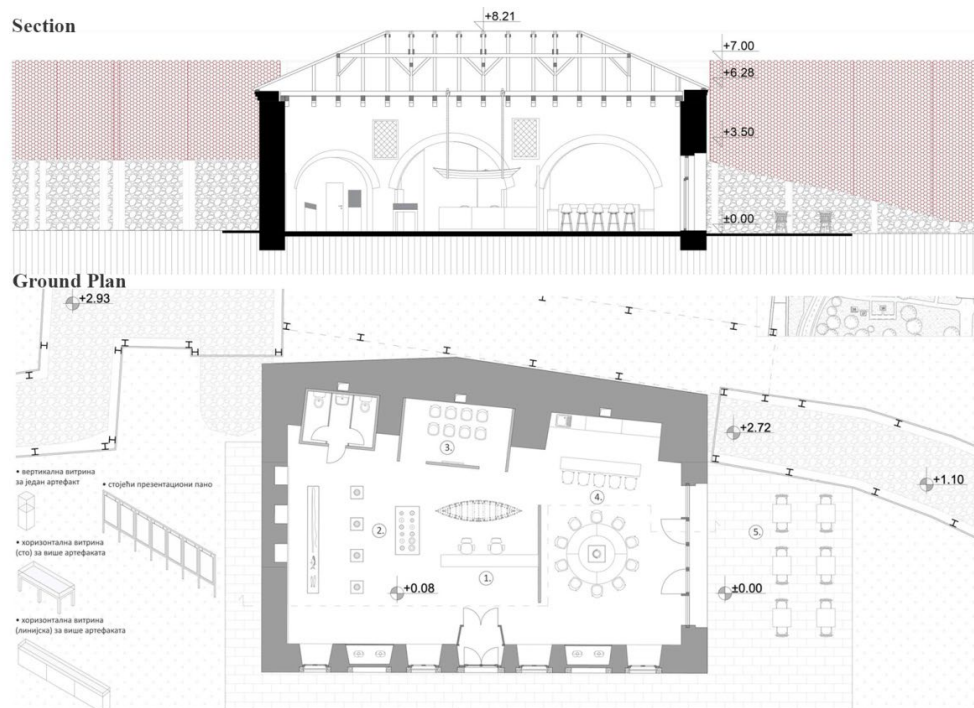 Section
+8.21
+7.00
+6.28
+3.50
±0.00
Ground Plan
+2.93
+2.72
+1.10
• вертикална витрина
за један артефакт
• стојећи презентациони пано
• хоризонтална витрина
(сто) за више артефаката
• хоризонтална витрина
(линијска) за више артефаката
3.
4.
2.
5.
1.
+0.08
±0.00